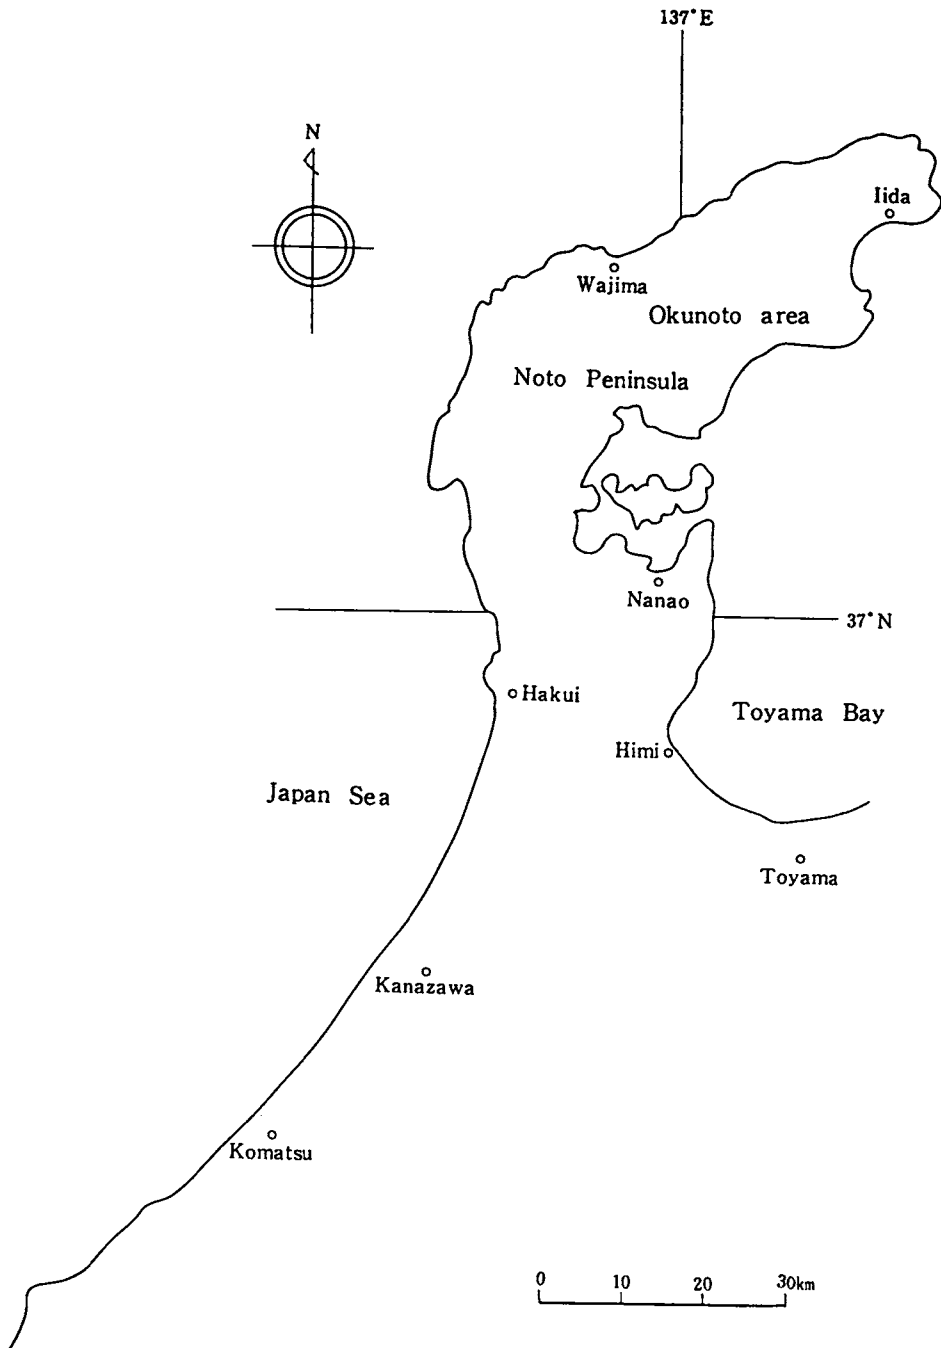 137°E
N
Iida
Wajima
Okunoto area
Noto Peninsula
Nanao
37°N
Hakui
Toyama Bay
Himi
Japan Sea
Toyama
Kanazawa
Komatsu
0 10 20 30km